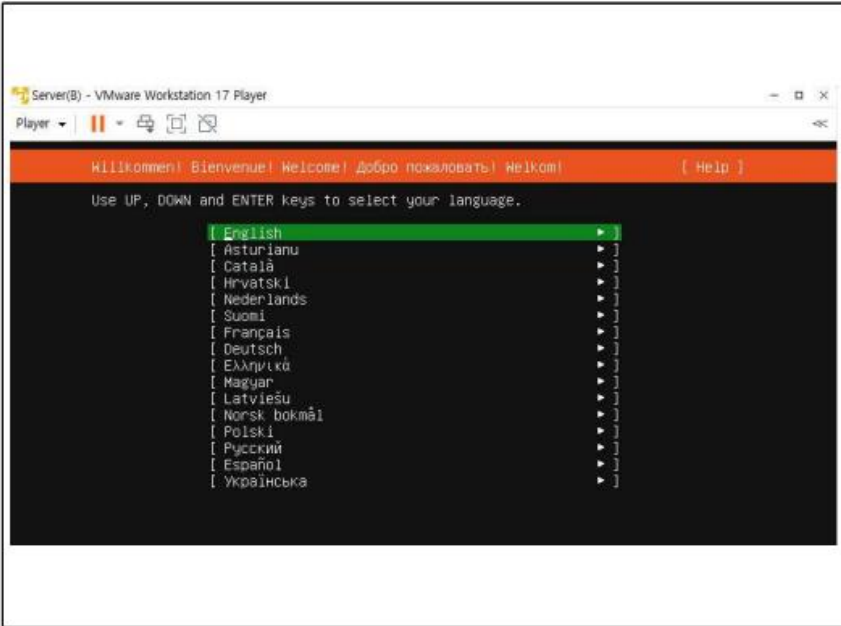 Server(B) - VMware Workstation 17 Player
Player
Willkommen! Bienvenue! Welcome! Добро пожаловать! Welkom! [ Help ]
Use UP, DOWN and ENTER keys to select your language.
[ English ► ]
[ Asturianu ► ]
[ Català ► ]
[ Hrvatski ► ]
[ Nederlands ► ]
[ Suomi ► ]
[ Français ► ]
[ Deutsch ► ]
[ Ελληνικά ► ]
[ Magyar ► ]
[ Latviešu ► ]
[ Norsk bokmål ► ]
[ Polski ► ]
[ Русский ► ]
[ Español ► ]
[ Українська ► ]